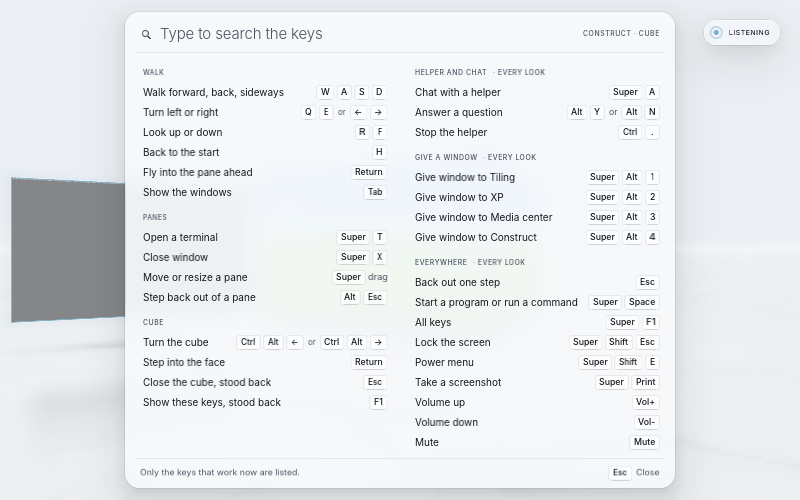 Type to search the keys
CONSTRUCT · CUBE
LISTENING
WALK
Walk forward, back, sideways W A S D
Turn left or right Q E or ← →
Look up or down R F
Back to the start H
Fly into the pane ahead Return
Show the windows Tab
PANES
Open a terminal Super T
Close window Super X
Move or resize a pane Super drag
Step back out of a pane Alt Esc
CUBE
Turn the cube Ctrl Alt ← or Ctrl Alt →
Step into the face Return
Close the cube, stood back Esc
Show these keys, stood back F1
HELPER AND CHAT · EVERY LOOK
Chat with a helper Super A
Answer a question Alt Y or Alt N
Stop the helper Ctrl .
GIVE A WINDOW · EVERY LOOK
Give window to Tiling Super Alt 1
Give window to XP Super Alt 2
Give window to Media center Super Alt 3
Give window to Construct Super Alt 4
EVERYWHERE · EVERY LOOK
Back out one step Esc
Start a program or run a command Super Space
All keys Super F1
Lock the screen Super Shift Esc
Power menu Super Shift E
Take a screenshot Super Print
Volume up Vol+
Volume down Vol-
Mute Mute
Only the keys that work now are listed.
Esc Close